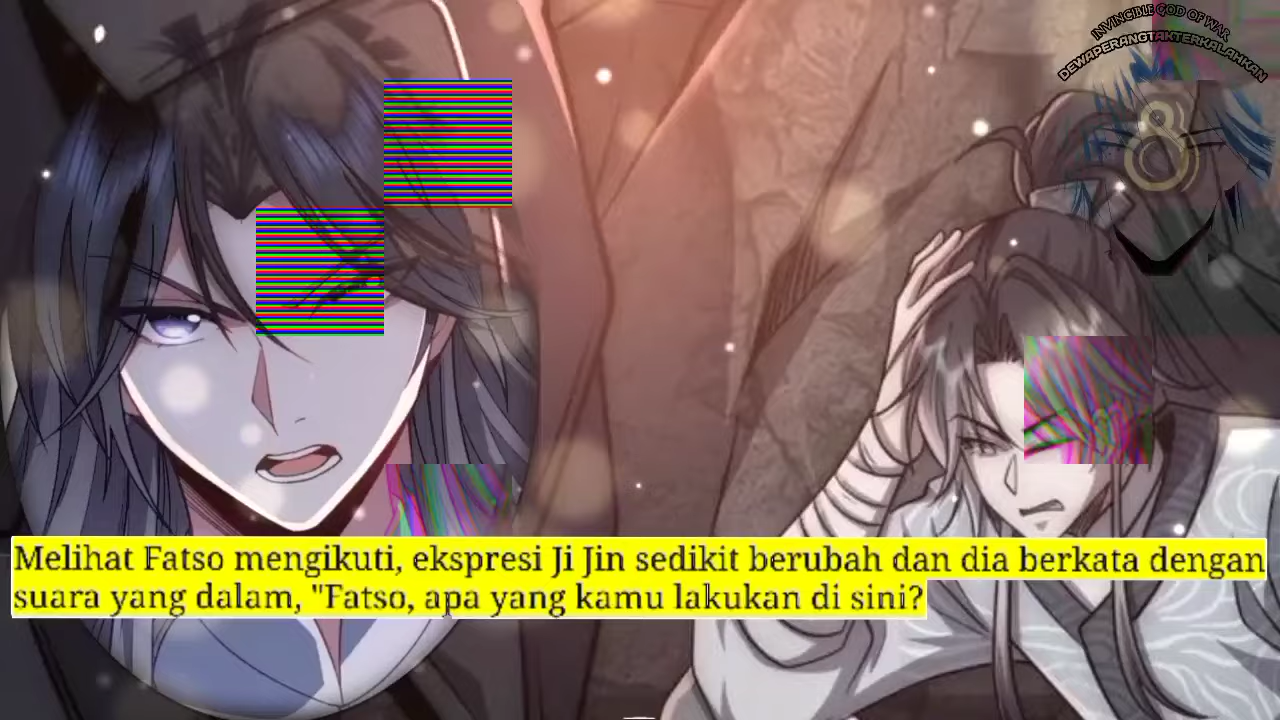 INVINCIBLE GOD OF WAR
DEWAPERANGTAKTERKALAHKAN
8
Melihat Fatso mengikuti, ekspresi Ji Jin sedikit berubah dan dia berkata dengan
suara yang dalam, "Fatso, apa yang kamu lakukan di sini?